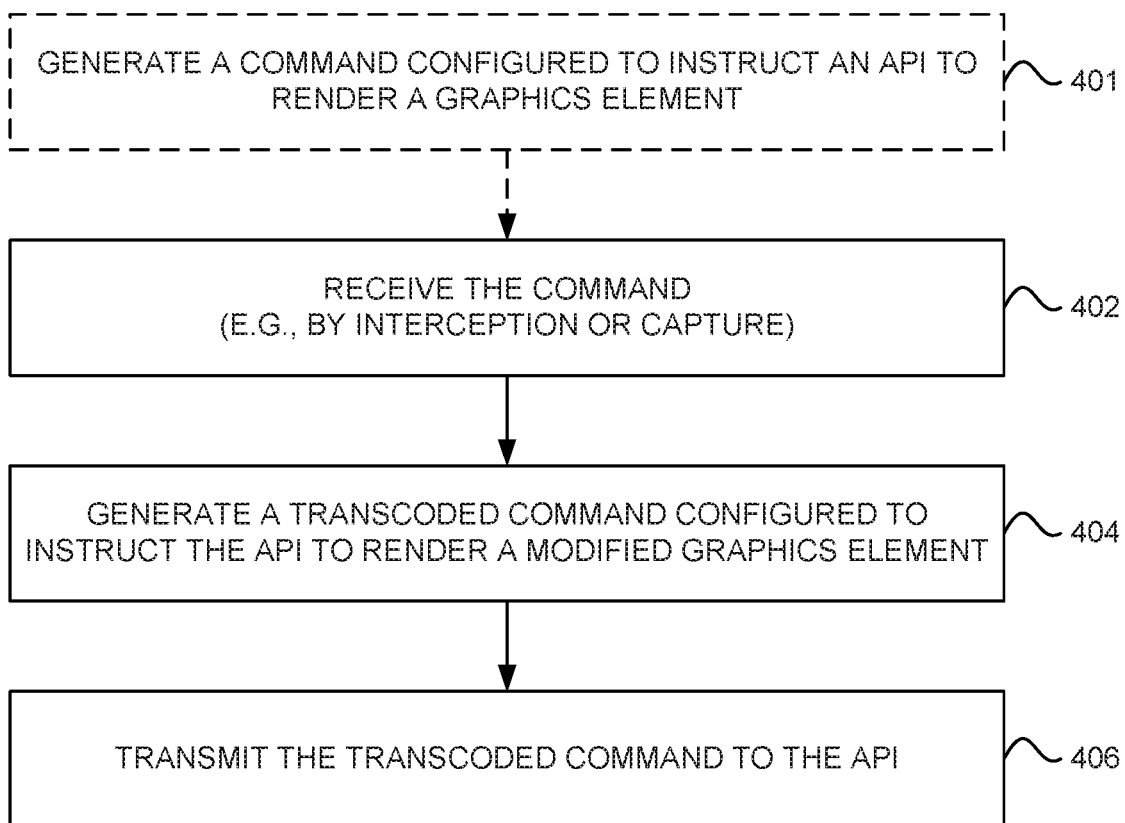 GENERATE A COMMAND CONFIGURED TO INSTRUCT AN API TO
RENDER A GRAPHICS ELEMENT
401
RECEIVE THE COMMAND
(E.G., BY INTERCEPTION OR CAPTURE)
402
GENERATE A TRANSCODED COMMAND CONFIGURED TO
INSTRUCT THE API TO RENDER A MODIFIED GRAPHICS ELEMENT
404
TRANSMIT THE TRANSCODED COMMAND TO THE API
406